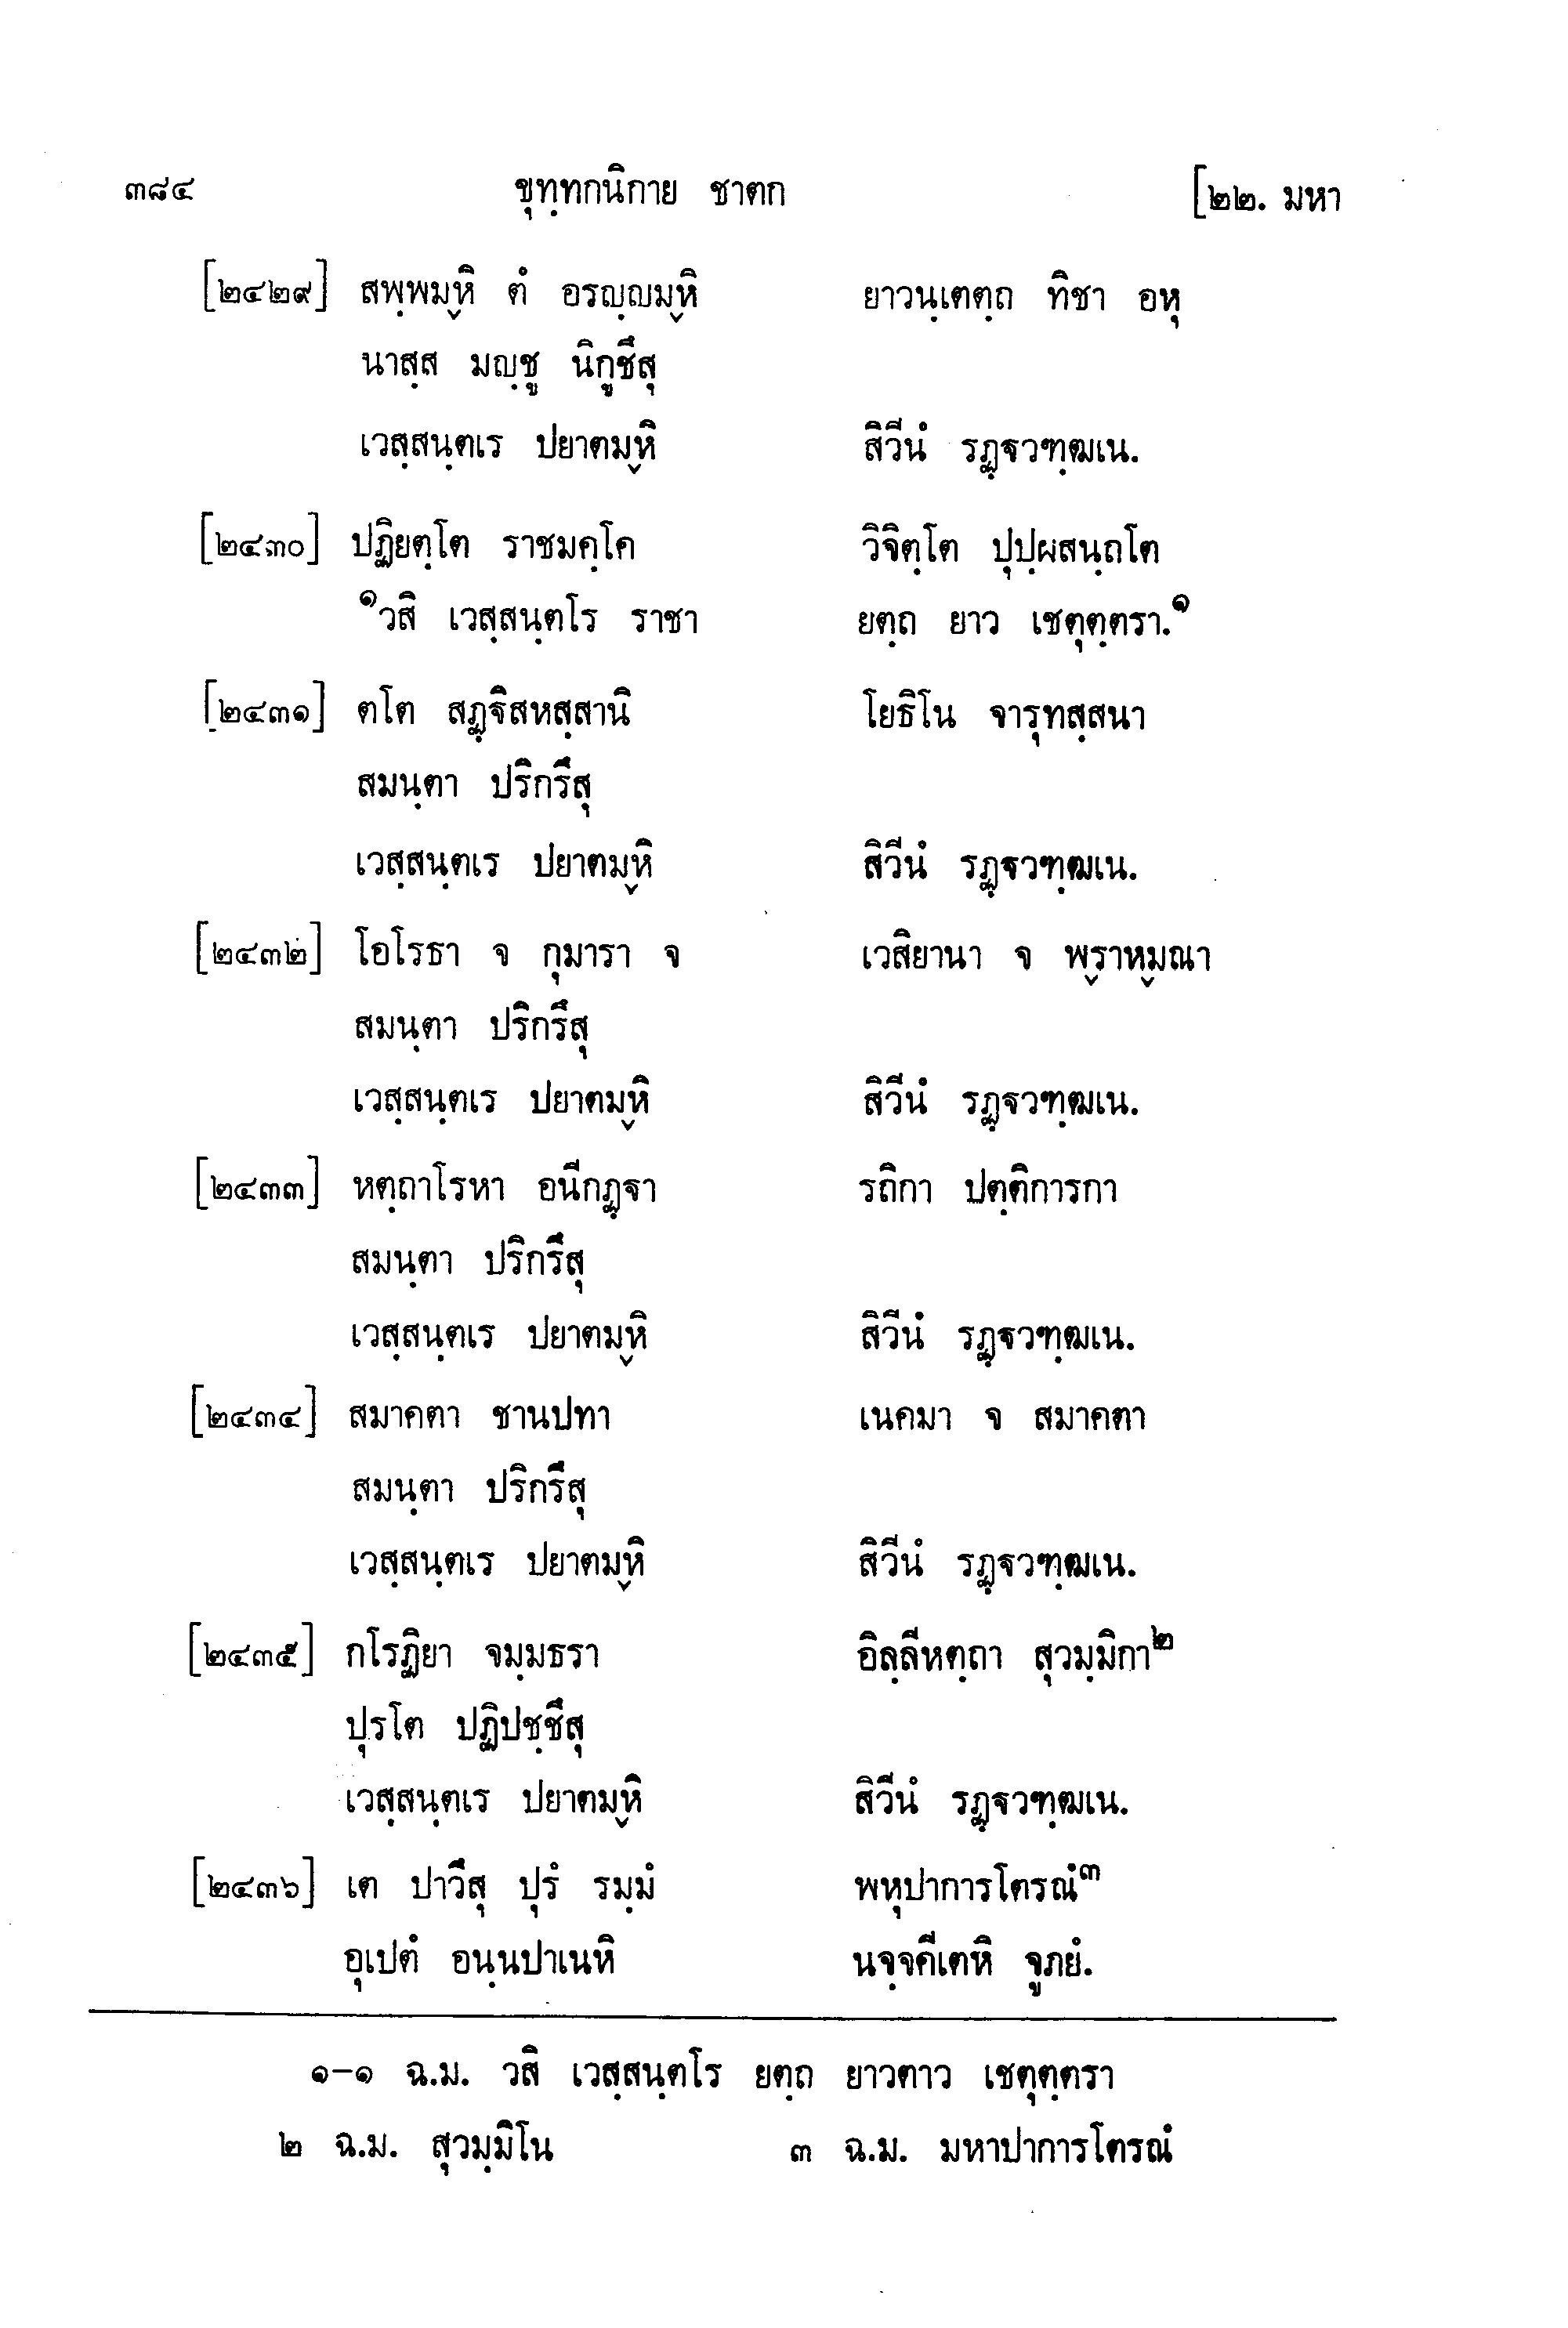 ๓๘๔ ขุทฺทกนิกาย ชาตก [๒๒. มหา
[๒๔๒๙] สพฺพมฺหิ ตํ อรญฺญมฺหิ ยาวนฺเตตฺถ ทิชา อหุ
นาสฺส มญฺชู นิกูชึสุ
เวสฺสนฺตเร ปยาตมฺหิ สิวีนํ รฏฺฐวฑฺฒเน.
[๒๔๓๐] ปฏิยตฺโต ราชมคฺโค วิจิตฺโต ปุปฺผสนฺถโต
๑วสิ เวสฺสนฺตโร ราชา ยตฺถ ยาว เชตุตฺตรา.๑
[๒๔๓๑] ตโต สฏฺฐิสหสฺสานิ โยธิโน จารุทสฺสนา
สมนฺตา ปริกรึสุ
เวสฺสนฺตเร ปยาตมฺหิ สิวีนํ รฏฺฐวฑฺฒเน.
[๒๔๓๒] โอโรธา จ กุมารา จ เวสิยานา จ พฺราหฺมณา
สมนฺตา ปริกรึสุ
เวสฺสนฺตเร ปยาตมฺหิ สิวีนํ รฏฺฐวฑฺฒเน.
[๒๔๓๓] หตฺถาโรหา อนีกฏฺฐา รถิกา ปตฺติการกา
สมนฺตา ปริกรึสุ
เวสฺสนฺตเร ปยาตมฺหิ สิวีนํ รฏฺฐวฑฺฒเน.
[๒๔๓๔] สมาคตา ชานปทา เนคมา จ สมาคตา
สมนฺตา ปริกรึสุ
เวสฺสนฺตเร ปยาตมฺหิ สิวีนํ รฏฺฐวฑฺฒเน.
[๒๔๓๕] กโรฏิยา จมฺมธรา อิลฺลีหตฺถา สุวมฺมิกา๒
ปุรโต ปฏิปชฺชึสุ
เวสฺสนฺตเร ปยาตมฺหิ สิวีนํ รฏฺฐวฑฺฒเน.
[๒๔๓๖] เต ปาวึสุ ปุรํ รมฺมํ พหุปาการโตรณํ๓
อุเปตํ อนฺนปาเนหิ นจฺจคีเตหิ จูภยํ.
๑-๑ ฉ.ม. วสิ เวสฺสนฺตโร ยตฺถ ยาวตาว เชตุตฺตรา
๒ ฉ.ม. สุวมฺมิโน ๓ ฉ.ม. มหาปาการโตรณํ